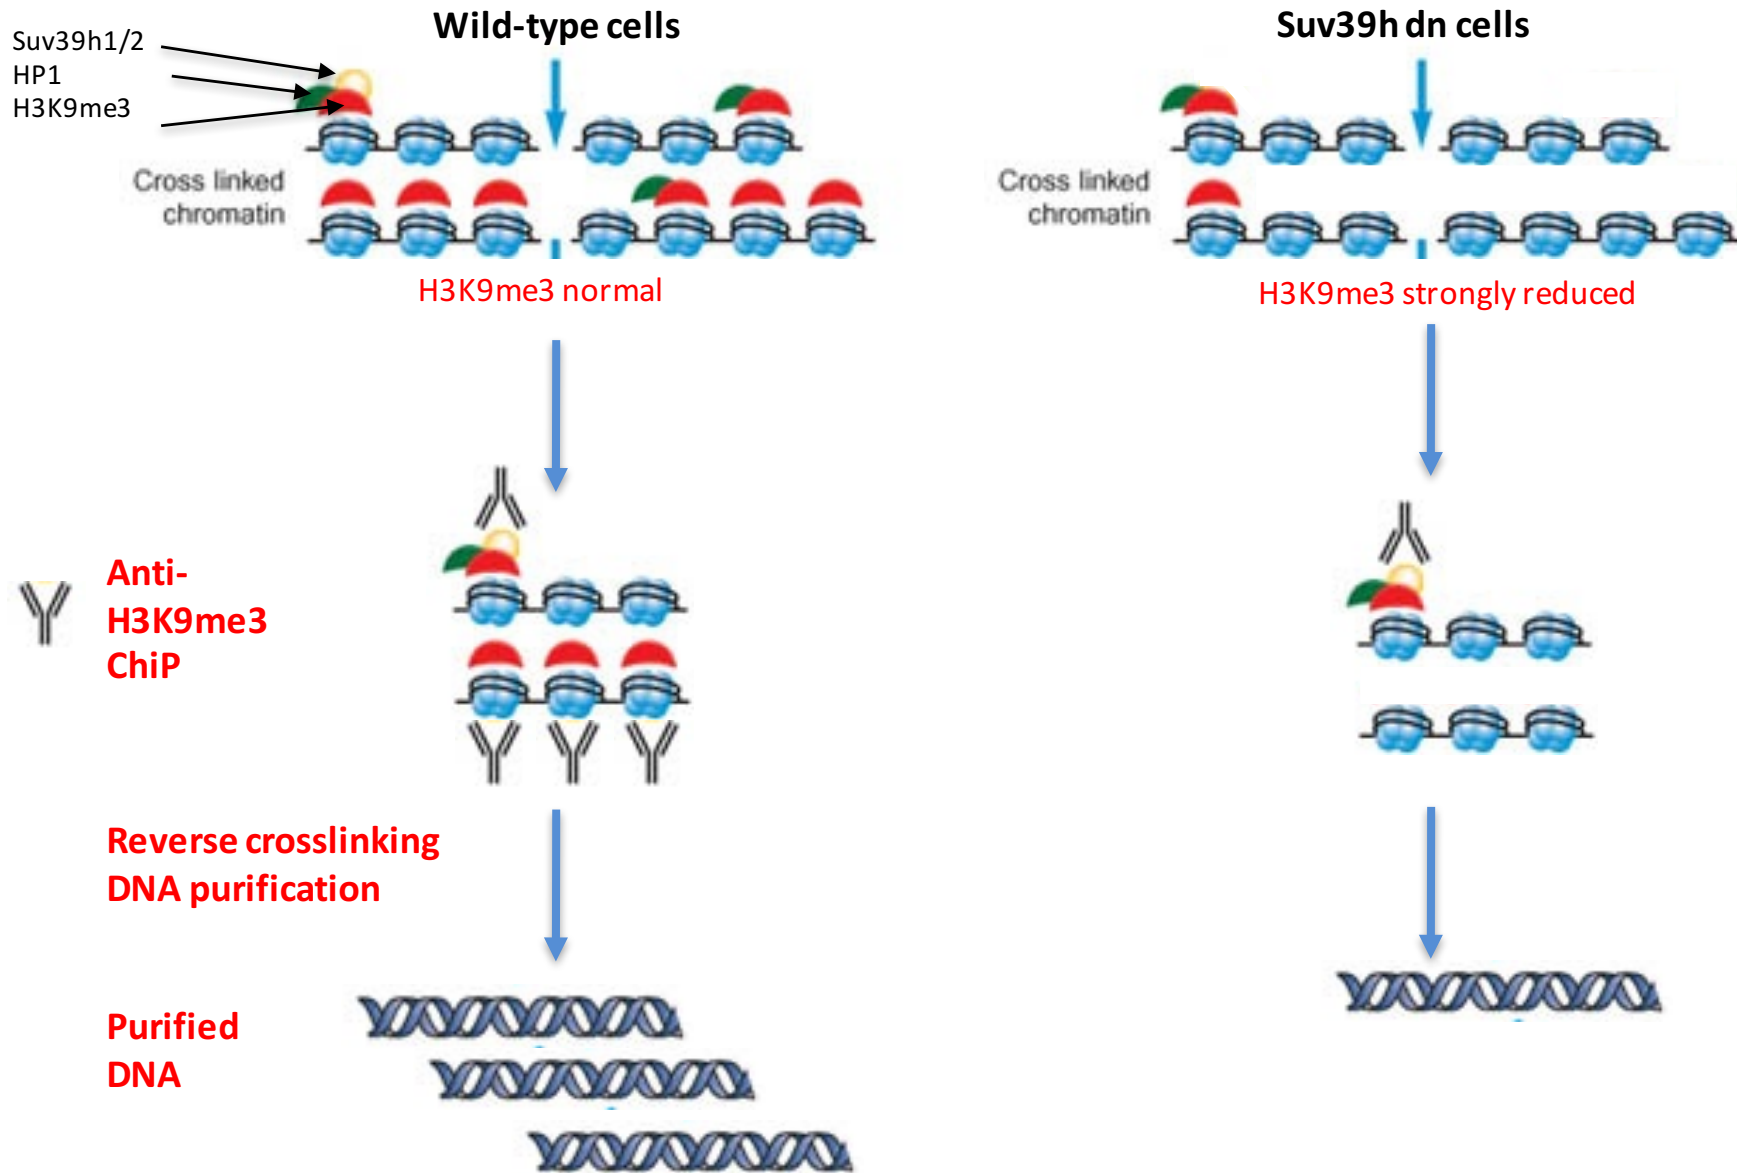 Wild-type cells
Suv39h dn cells
Suv39h1/2
HP1
H3K9me3
Cross linked
chromatin
Cross linked
chromatin
H3K9me3 normal
H3K9me3 strongly reduced
Anti-
H3K9me3
ChiP
Reverse crosslinking
DNA purification
Purified
DNA